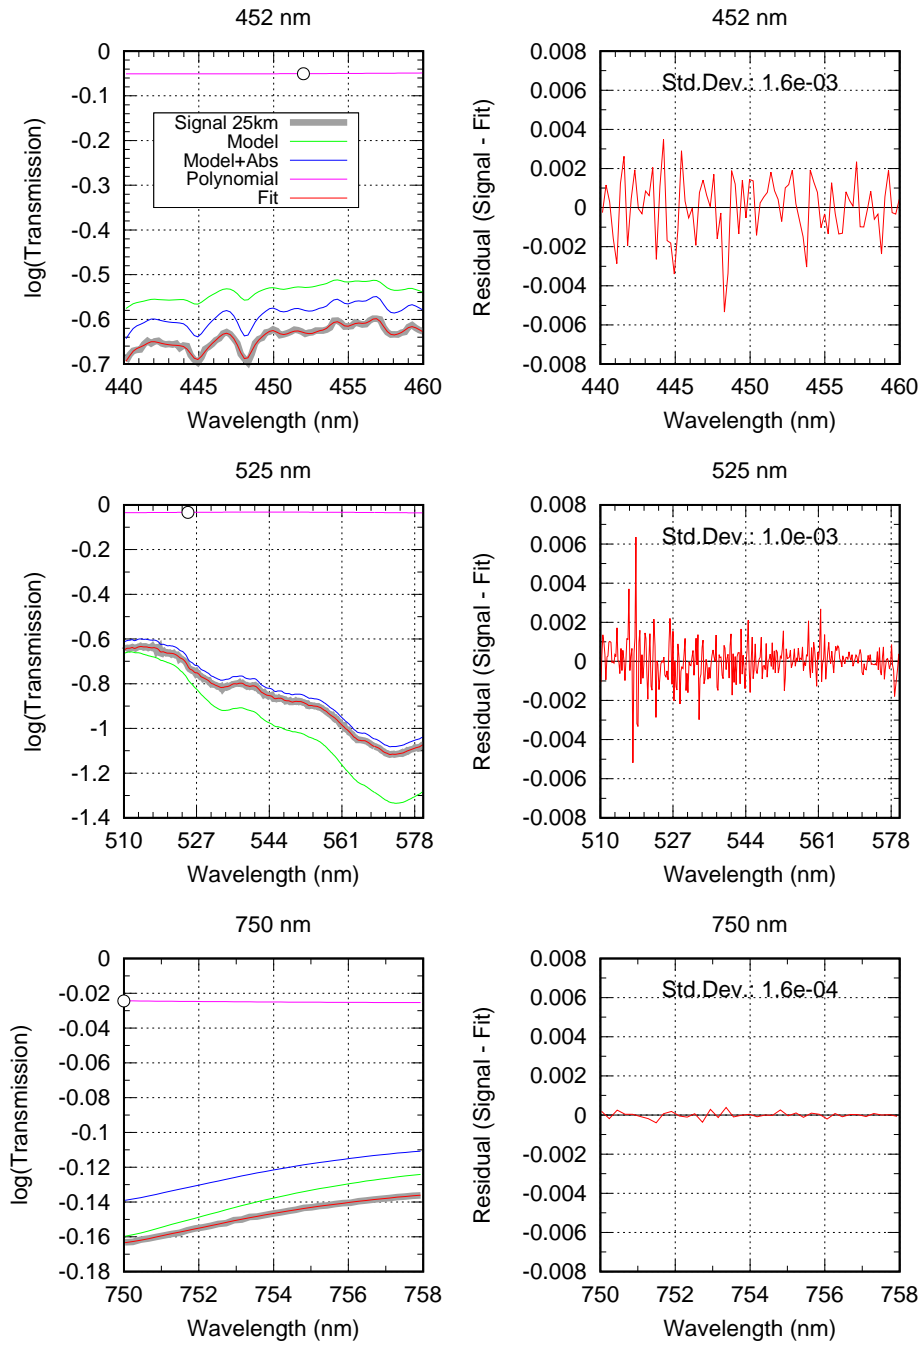 452 nm
log(Transmission)
0
-0.1
-0.2
-0.3
-0.4
-0.5
-0.6
-0.7
Signal 25km
Model
Model+Abs
Polynomial
Fit
440 445 450 455 460
Wavelength (nm)
452 nm
Residual (Signal - Fit)
0.008
0.006
0.004
0.002
0
-0.002
-0.004
-0.006
-0.008
Std.Dev.: 1.6e-03
440 445 450 455 460
Wavelength (nm)
525 nm
log(Transmission)
0
-0.2
-0.4
-0.6
-0.8
-1
-1.2
-1.4
510 527 544 561 578
Wavelength (nm)
525 nm
Residual (Signal - Fit)
0.008
0.006
0.004
0.002
0
-0.002
-0.004
-0.006
-0.008
Std.Dev.: 1.0e-03
510 527 544 561 578
Wavelength (nm)
750 nm
log(Transmission)
0
-0.02
-0.04
-0.06
-0.08
-0.1
-0.12
-0.14
-0.16
-0.18
750 752 754 756 758
Wavelength (nm)
750 nm
Residual (Signal - Fit)
0.008
0.006
0.004
0.002
0
-0.002
-0.004
-0.006
-0.008
Std.Dev.: 1.6e-04
750 752 754 756 758
Wavelength (nm)